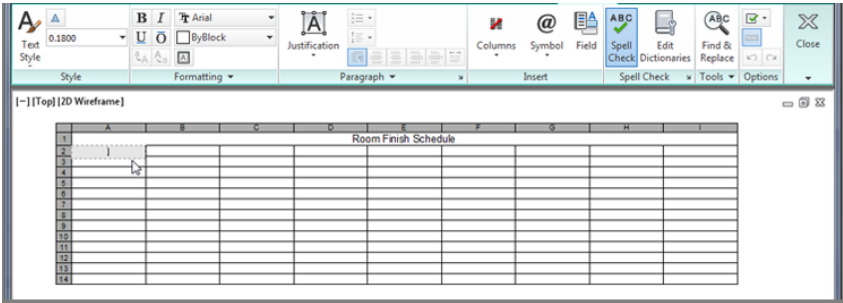 A B I Arial
0.1800 U O ByBlock
Text Style Justification Columns @ Symbol Field ABC Spell Check Edit Dictionaries ABC Find & Replace Close
Style Formatting Paragraph Insert Spell Check Tools Options
[−] [Top] [2D Wireframe]
A B C D E F G H I
1 Room Finish Schedule
2
3
4
5
6
7
8
9
10
11
12
13
14